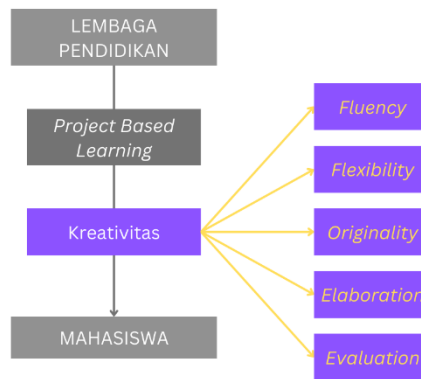 LEMBAGA
PENDIDIKAN
Project Based
Learning
Kreativitas
MAHASISWA
Fluency
Flexibility
Originality
Elaboration
Evaluation